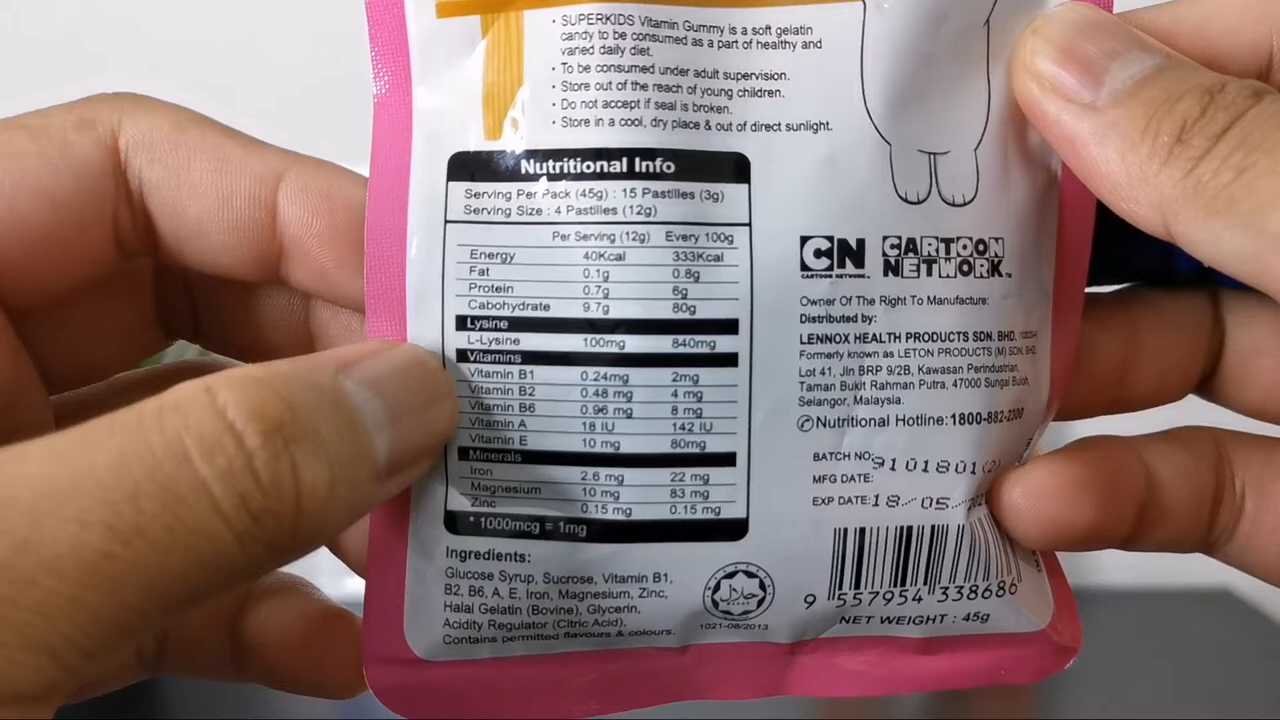 • SUPERKIDS Vitamin Gummy is a soft gelatin
candy to be consumed as a part of healthy and
varied daily diet.
• To be consumed under adult supervision.
• Store out of the reach of young children.
• Do not accept if seal is broken.
• Store in a cool, dry place & out of direct sunlight.
Nutritional Info
Serving Per Pack (45g) : 15 Pastilles (3g)
Serving Size : 4 Pastilles (12g)
Per Serving (12g) Every 100g
Energy 40Kcal 333Kcal
Fat 0.1g 0.8g
Protein 0.7g 6g
Cabohydrate 9.7g 80g
Lysine
L-Lysine 100mg 840mg
Vitamins
Vitamin B1 0.24mg 2mg
Vitamin B2 0.48 mg 4 mg
Vitamin B6 0.96 mg 8 mg
Vitamin A 18 IU 142 IU
Vitamin E 10 mg 80mg
Minerals
Iron 2.6 mg 22 mg
Magnesium 10 mg 83 mg
Zinc 0.15 mg 0.15 mg
* 1000mcg = 1mg
Ingredients:
Glucose Syrup, Sucrose, Vitamin B1,
B2, B6, A, E, Iron, Magnesium, Zinc,
Halal Gelatin (Bovine), Glycerin,
Acidity Regulator (Citric Acid).
Contains permitted flavours & colours.
حلال
1021-08/2013
CN CARTOON
CARTOON NETWORK. NETWORK™
Owner Of The Right To Manufacture:
Distributed by:
LENNOX HEALTH PRODUCTS SDN. BHD.
Formerly known as LETON PRODUCTS (M) SDN. BHD.
Lot 41, Jln BRP 9/2B, Kawasan Perindustrian,
Taman Bukit Rahman Putra, 47000 Sungai Buloh,
Selangor, Malaysia.
Nutritional Hotline:1800-882-2300
BATCH NO: 9101801(2)
MFG DATE:
EXP DATE: 18 05
9 557954 338686
NET WEIGHT : 45g